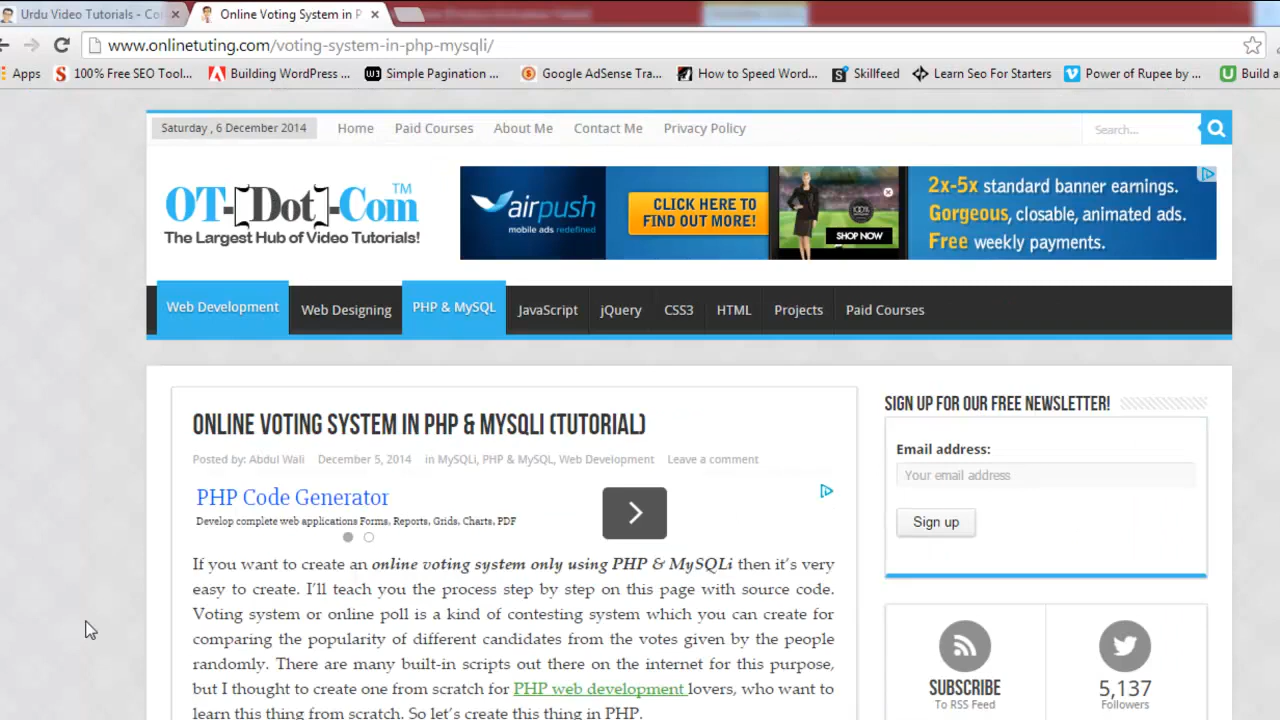 Urdu Video Tutorials - Co
Online Voting System in P
www.onlinetuting.com/voting-system-in-php-mysqli/
Apps
100% Free SEO Tool...
Building WordPress ...
Simple Pagination ...
Google AdSense Tra...
How to Speed Word...
Skillfeed
Learn Seo For Starters
Power of Rupee by ...
Build a
Saturday , 6 December 2014
Home
Paid Courses
About Me
Contact Me
Privacy Policy
Search...
OT-[Dot]-Com™
The Largest Hub of Video Tutorials!
airpush
mobile ads redefined
CLICK HERE TO
FIND OUT MORE!
100%
SHOP NOW
2x-5x standard banner earnings.
Gorgeous, closable, animated ads.
Free weekly payments.
Web Development
Web Designing
PHP & MySQL
JavaScript
jQuery
CSS3
HTML
Projects
Paid Courses
ONLINE VOTING SYSTEM IN PHP & MYSQLI (TUTORIAL)
Posted by: Abdul Wali December 5, 2014 in MySQLi, PHP & MySQL, Web Development Leave a comment
PHP Code Generator
Develop complete web applications Forms, Reports, Grids, Charts, PDF
If you want to create an online voting system only using PHP & MySQLi then it's very
easy to create. I'll teach you the process step by step on this page with source code.
Voting system or online poll is a kind of contesting system which you can create for
comparing the popularity of different candidates from the votes given by the people
randomly. There are many built-in scripts out there on the internet for this purpose,
but I thought to create one from scratch for PHP web development lovers, who want to
learn this thing from scratch. So let's create this thing in PHP.
SIGN UP FOR OUR FREE NEWSLETTER!
Email address:
Your email address
Sign up
SUBSCRIBE
To RSS Feed
5,137
Followers